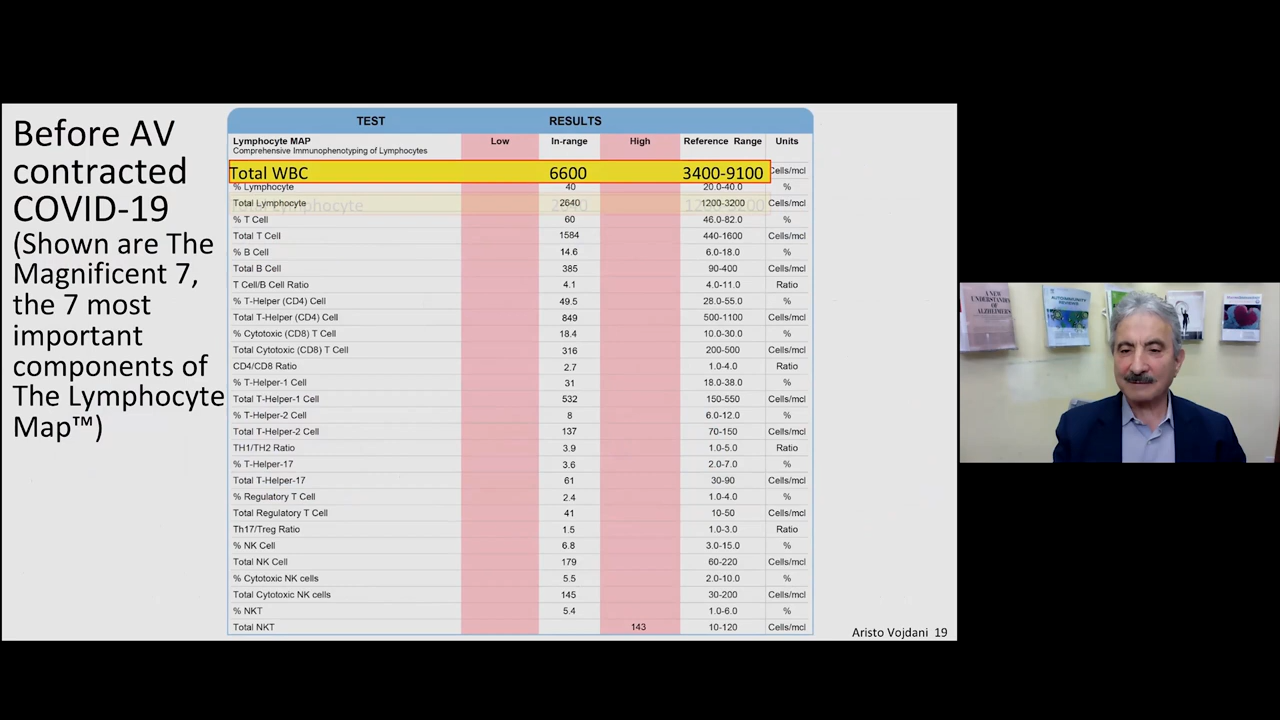 Before AV
contracted
COVID-19
(Shown are The
Magnificent 7,
the 7 most
important
components of
The Lymphocyte
Map™)
TEST RESULTS
Lymphocyte MAP Low In-range High Reference Range Units
Comprehensive Immunophenotyping of Lymphocytes
Total WBC 6600 3400-9100 Cells/mcl
% Lymphocyte 40 20.0-40.0 %
Total Lymphocyte 2640 1200-3200 Cells/mcl
% T Cell 60 46.0-82.0 %
Total T Cell 1584 440-1600 Cells/mcl
% B Cell 14.6 6.0-18.0 %
Total B Cell 385 90-400 Cells/mcl
T Cell/B Cell Ratio 4.1 4.0-11.0 Ratio
% T-Helper (CD4) Cell 49.5 28.0-55.0 %
Total T-Helper (CD4) Cell 849 500-1100 Cells/mcl
% Cytotoxic (CD8) T Cell 18.4 10.0-30.0 %
Total Cytotoxic (CD8) T Cell 316 200-500 Cells/mcl
CD4/CD8 Ratio 2.7 1.0-4.0 Ratio
% T-Helper-1 Cell 31 18.0-38.0 %
Total T-Helper-1 Cell 532 150-550 Cells/mcl
% T-Helper-2 Cell 8 6.0-12.0 %
Total T-Helper-2 Cell 137 70-150 Cells/mcl
TH1/TH2 Ratio 3.9 1.0-5.0 Ratio
% T-Helper-17 3.6 2.0-7.0 %
Total T-Helper-17 61 30-90 Cells/mcl
% Regulatory T Cell 2.4 1.0-4.0 %
Total Regulatory T Cell 41 10-50 Cells/mcl
Th17/Treg Ratio 1.5 1.0-3.0 Ratio
% NK Cell 6.8 3.0-15.0 %
Total NK Cell 179 60-220 Cells/mcl
% Cytotoxic NK cells 5.5 2.0-10.0 %
Total Cytotoxic NK cells 145 30-200 Cells/mcl
% NKT 5.4 1.0-6.0 %
Total NKT 143 10-120 Cells/mcl
Aristo Vojdani 19
A NEW
UNDERSTANDING
OF
ALZHEIMERS
AUTOIMMUNITY
REVIEWS